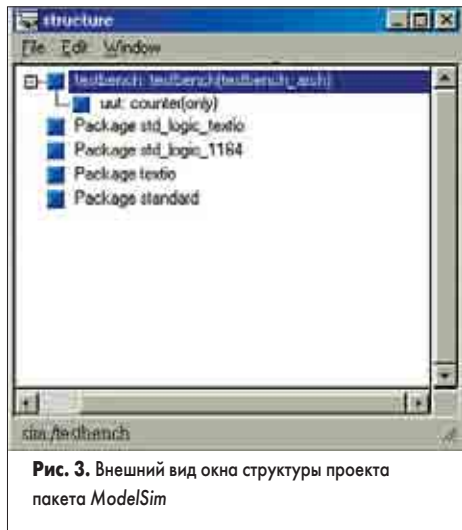 structure
File Edit Window
testbench: testbench(testbench_arch)
uut: counter(only)
Package std_logic_textio
Package std_logic_1164
Package textio
Package standard
sim:/testbench
Рис. 3. Внешний вид окна структуры проекта
пакета ModelSim